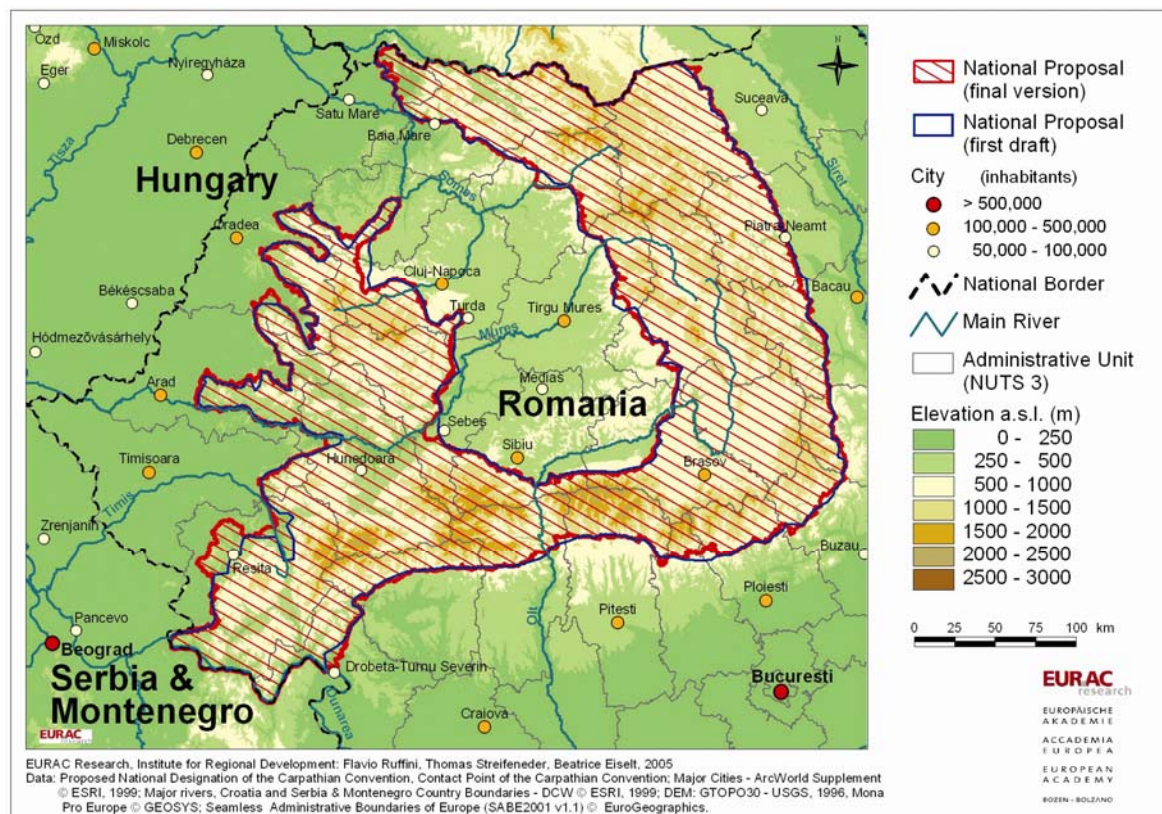 Ozd
Miskolc
Eger
Nyiregyháza
N
Suceava
Satu Mare
Baia Mare
Tisza
Debrecen
Siret
Hungary
Somes
Oradea
Piatra Neamt
Cluj-Napoca
Békéscsaba
Turda
Bacau
Tirgu Mures
Mures
Hódmezővásárhely
Medias
Arad
Romania
Sebes
Sibiu
Timisoara
Hunedoara
Brasov
Timis
Zrenjanin
Buzau
Resita
Ploiesti
Pitesti
Pancevo
Olt
Beograd
Drobeta-Turnu Severin
Bucuresti
Serbia &
Montenegro
Dunarea
Craiova
EURAC
research
National Proposal
(final version)
National Proposal
(first draft)
City (inhabitants)
> 500,000
100,000 - 500,000
50,000 - 100,000
National Border
Main River
Administrative Unit
(NUTS 3)
Elevation a.s.l. (m)
0 - 250
250 - 500
500 - 1000
1000 - 1500
1500 - 2000
2000 - 2500
2500 - 3000
0 25 50 75 100 km
EURAC
research
EUROPÄISCHE
AKADEMIE
ACCADEMIA
EUROPEA
EUROPEAN
ACADEMY
BOZEN - BOLZANO
EURAC Research, Institute for Regional Development: Flavio Ruffini, Thomas Streifeneder, Beatrice Eiselt, 2005
Data: Proposed National Designation of the Carpathian Convention, Contact Point of the Carpathian Convention; Major Cities - ArcWorld Supplement
© ESRI, 1999; Major rivers, Croatia and Serbia & Montenegro Country Boundaries - DCW © ESRI, 1999; DEM: GTOPO30 - USGS, 1996, Mona
Pro Europe © GEOSYS; Seamless Administrative Boundaries of Europe (SABE2001 v1.1) © EuroGeographics.